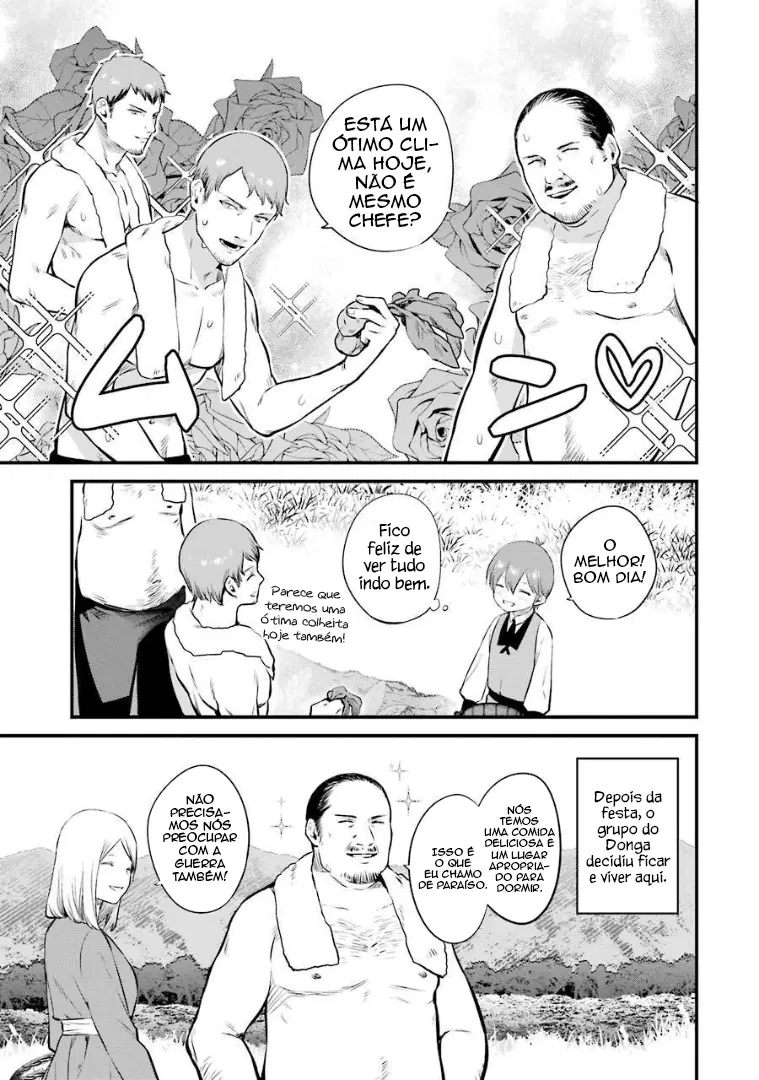 ESTÁ UM
ÓTIMO CLI-
MA HOJE,
NÃO É
MESMO
CHEFE?
ム
ン♡
O
MELHOR!
BOM DIA!
Fico
feliz de
ver tudo
indo bem.
Parece que
teremos uma
ótima colheita
hoje também!
Depois da
festa, o
grupo do
Donga
decidiu ficar
e viver aqui.
NÓS
TEMOS
UMA COMIDA
DELICIOSA E
UM LUGAR
APROPRIA-
DO PARA
DORMIR.
ISSO É
O QUE
EU CHAMO
DE PARAÍSO.
NÃO
PRECISA-
MOS NÓS
PREOCUPAR
COM A
GUERRA
TAMBÉM!